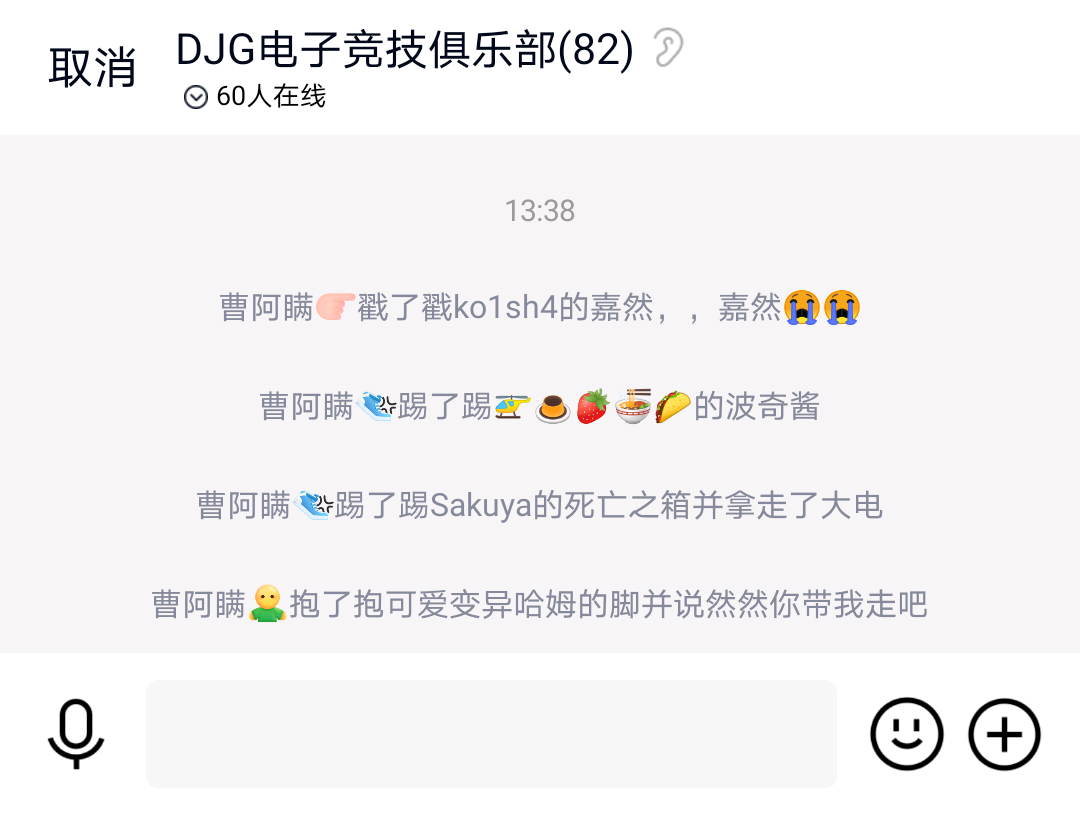 取消
DJG电子竞技俱乐部(82)
60人在线
13:38
曹阿瞒👉戳了戳ko1sh4的嘉然，，嘉然😭😭
曹阿瞒👟💢踢了踢🚁🍮🍓🍜🌮的波奇酱
曹阿瞒👟💢踢了踢Sakuya的死亡之箱并拿走了大电
曹阿瞒抱了抱可爱变异哈姆的脚并说然然你带我走吧